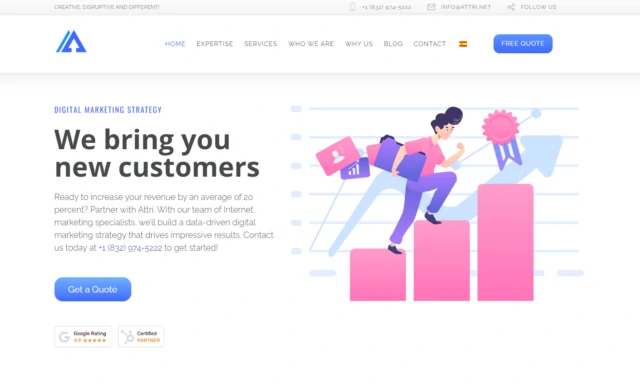 CREATIVE, DISRUPTIVE AND DIFFERENT!
+1 (832) 974-5222
INFO@ATTRI.NET
FOLLOW US
HOME
EXPERTISE
SERVICES
WHO WE ARE
WHY US
BLOG
CONTACT
FREE QUOTE
DIGITAL MARKETING STRATEGY
We bring you
new customers
Ready to increase your revenue by an average of 20
percent? Partner with Attri. With our team of Internet
marketing specialists, we'll build a data-driven digital
marketing strategy that drives impressive results. Contact
us today at +1 (832) 974-5222 to get started!
Get a Quote
Google Rating
4.9
Certified
PARTNER